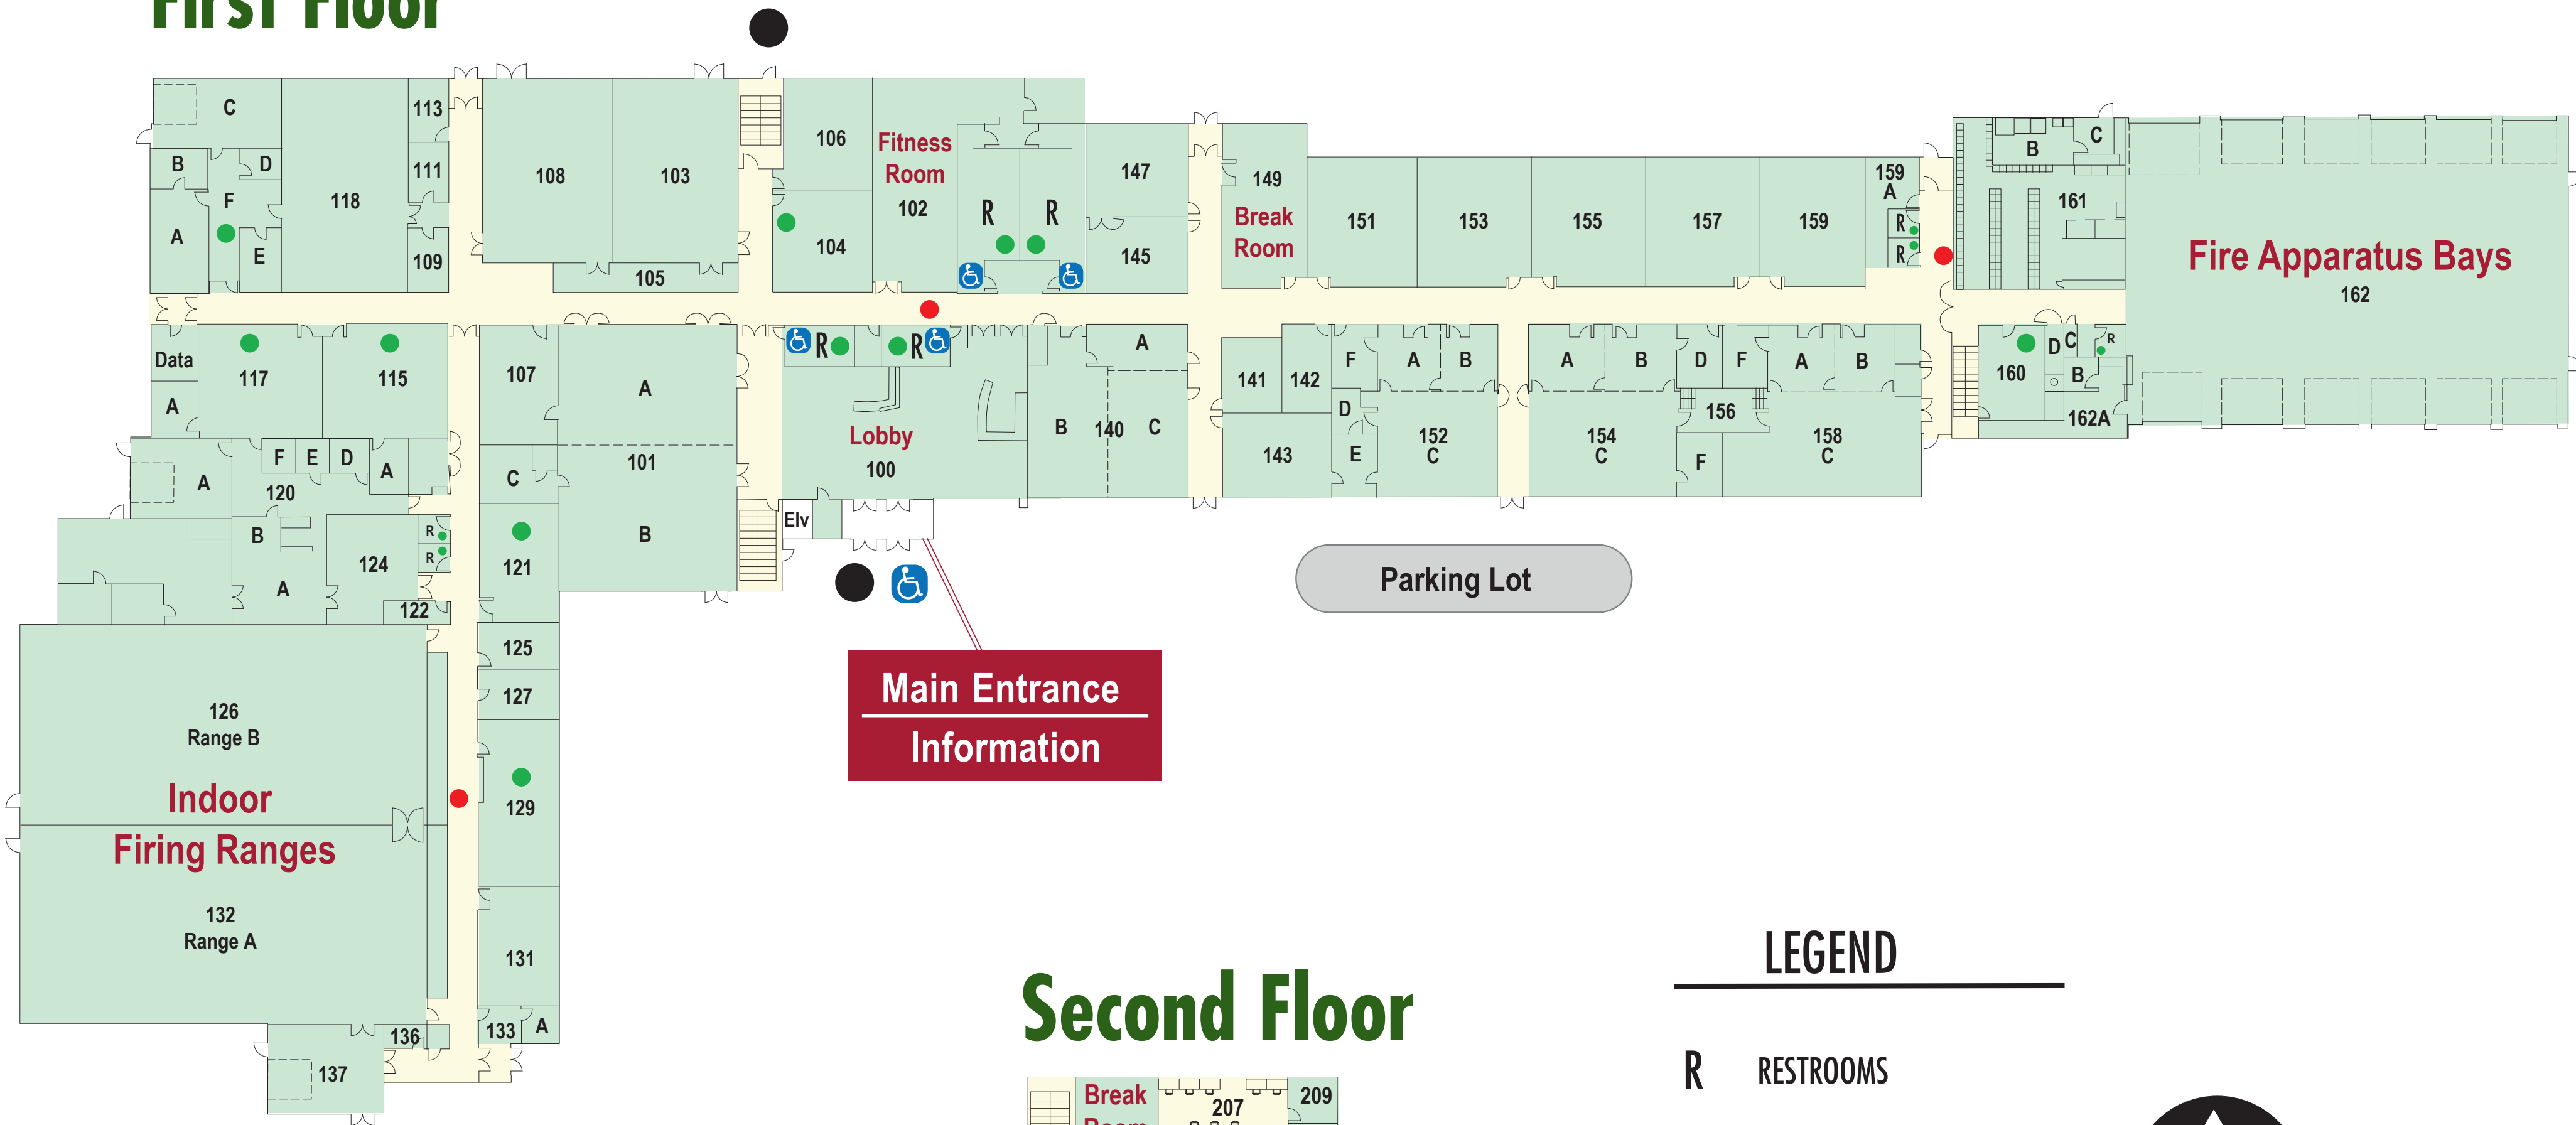 First Floor
C
113
B
D
111
F
118
A
E
109
108
103
105
106
Fitness
Room
102
104
R
R
147
145
149
Break
Room
151
153
155
157
159
159
A
R
R
B
C
161
Fire Apparatus Bays
162
Data
A
117
115
107
A
101
B
R
R
Lobby
100
Elv
A
B
140
C
141
142
143
F
D
E
A
B
152
C
A
B
154
C
D
F
156
F
A
B
158
C
160
D
C
R
B
162A
A
F
E
D
A
120
B
A
124
R
R
122
C
121
125
127
129
131
133
A
126
Range B
Indoor
Firing Ranges
132
Range A
136
137
Parking Lot
Main Entrance
Information
Second Floor
Break
Room
207
209
LEGEND
R RESTROOMS